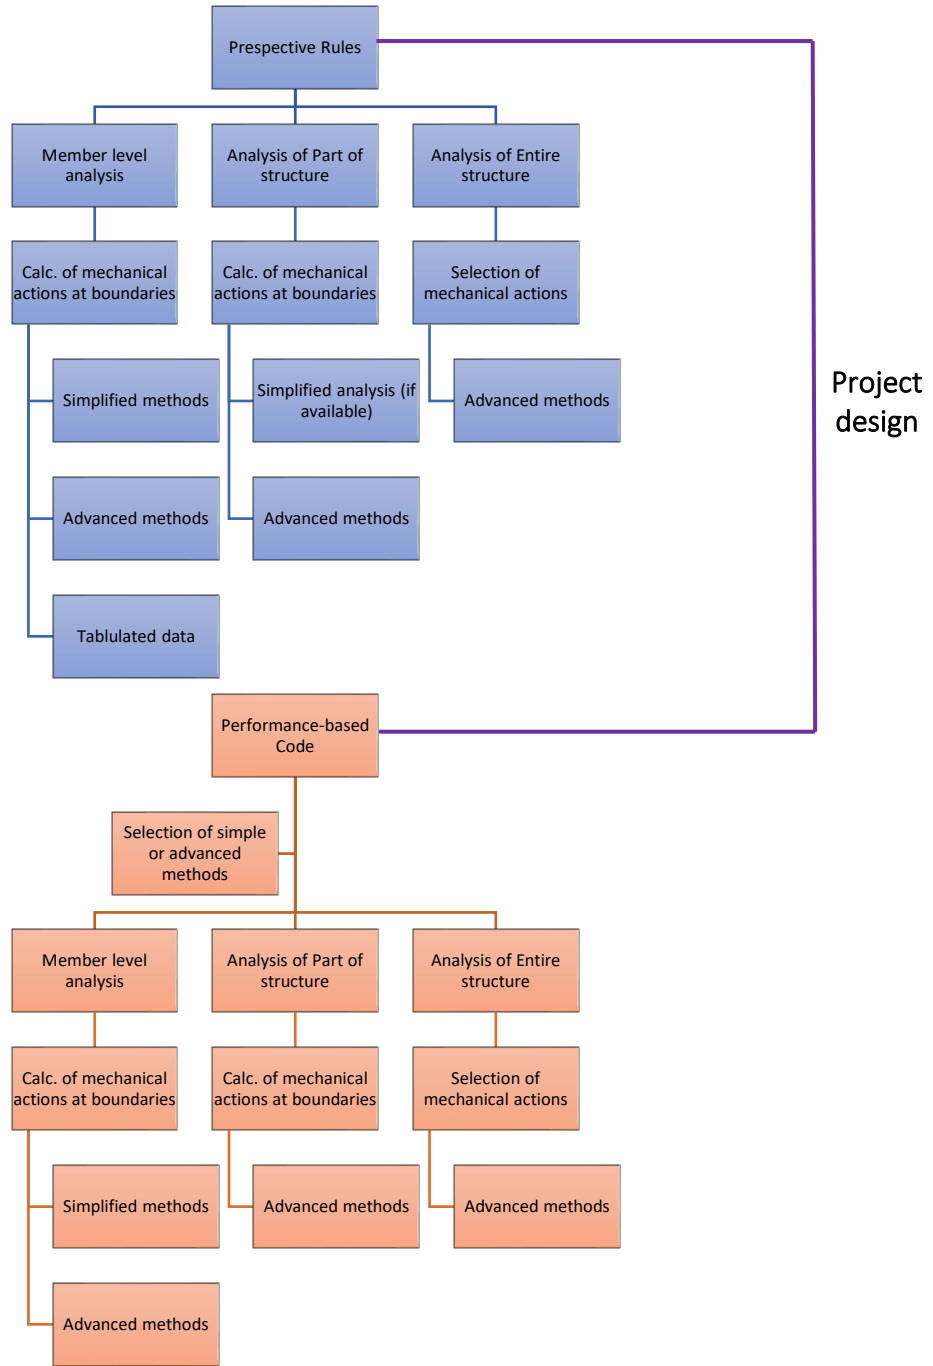 Prespective Rules
Member level
analysis
Analysis of Part of
structure
Analysis of Entire
structure
Calc. of mechanical
actions at boundaries
Calc. of mechanical
actions at boundaries
Selection of
mechanical actions
Simplified methods
Simplified analysis (if
available)
Advanced methods
Project
design
Advanced methods
Advanced methods
Tablulated data
Performance-based
Code
Selection of simple
or advanced
methods
Member level
analysis
Analysis of Part of
structure
Analysis of Entire
structure
Calc. of mechanical
actions at boundaries
Calc. of mechanical
actions at boundaries
Selection of
mechanical actions
Simplified methods
Advanced methods
Advanced methods
Advanced methods